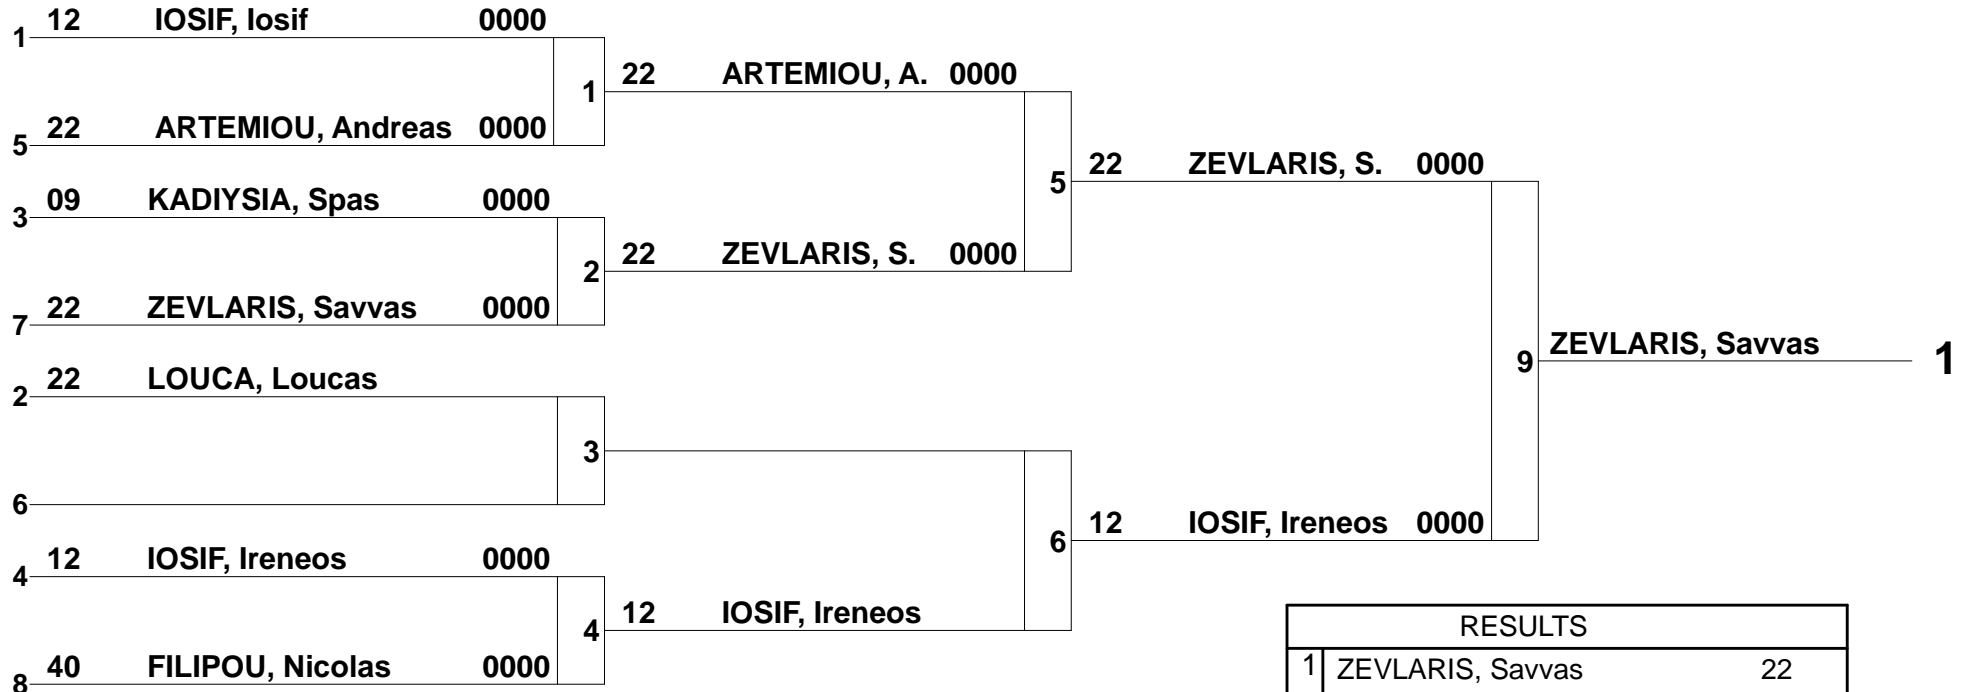 12 IOSIF, Iosif 0000
1
22 ARTEMIOU, A. 0000
1
22 ARTEMIOU, Andreas 0000
5
22 ZEVLARIS, S. 0000
5
09 KADIYSIA, Spas 0000
3
22 ZEVLARIS, S. 0000
2
22 ZEVLARIS, Savvas 0000
7
ZEVLARIS, Savvas 1
9
22 LOUCA, Loucas
2
3
6
12 IOSIF, Ireneos 0000
6
12 IOSIF, Ireneos 0000
4
12 IOSIF, Ireneos
4
RESULTS
40 FILIPOU, Nicolas 0000
8
1 ZEVLARIS, Savvas 22